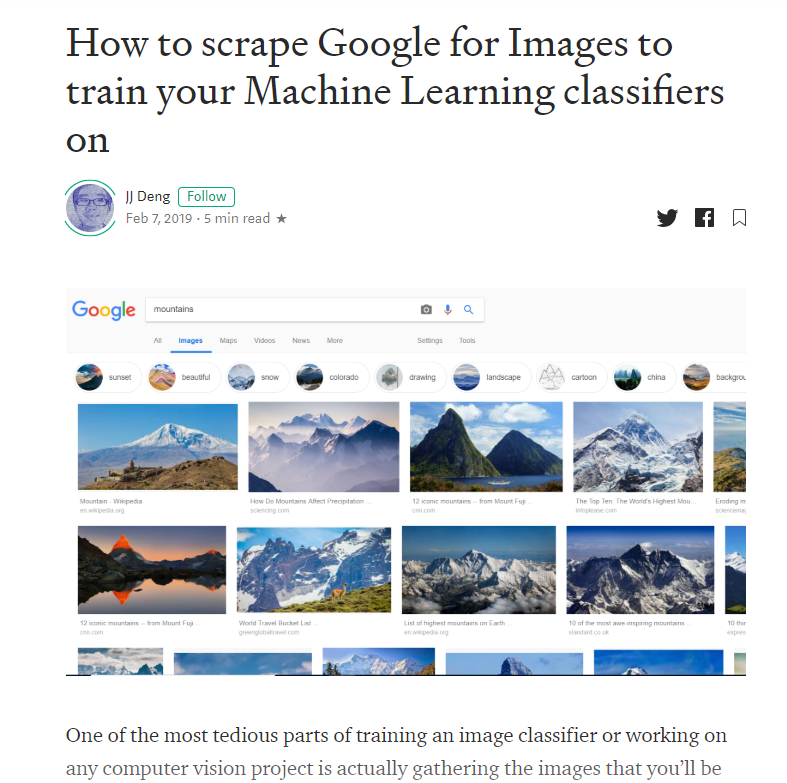 How to scrape Google for Images to
train your Machine Learning classifiers
on
JJ Deng Follow
Feb 7, 2019 · 5 min read ★
Google mountains
All Images Maps Videos News More Settings Tools
sunset beautiful snow colorado drawing landscape cartoon china backgrou
Mountain - Wikipedia
en.wikipedia.org
How Do Mountains Affect Precipitation ...
sciencing.com
12 iconic mountains -- from Mount Fuji ...
cnn.com
The Top Ten: The World's Highest Mou...
infoplease.com
Eroding m
sciencemag
12 iconic mountains -- from Mount Fuji ...
cnn.com
World Travel Bucket List ...
greenglobaltravel.com
List of highest mountains on Earth ...
en.wikipedia.org
10 of the most awe-inspiring mountains ...
standard.co.uk
10 thr
expres
One of the most tedious parts of training an image classifier or working on
any computer vision project is actually gathering the images that you’ll be